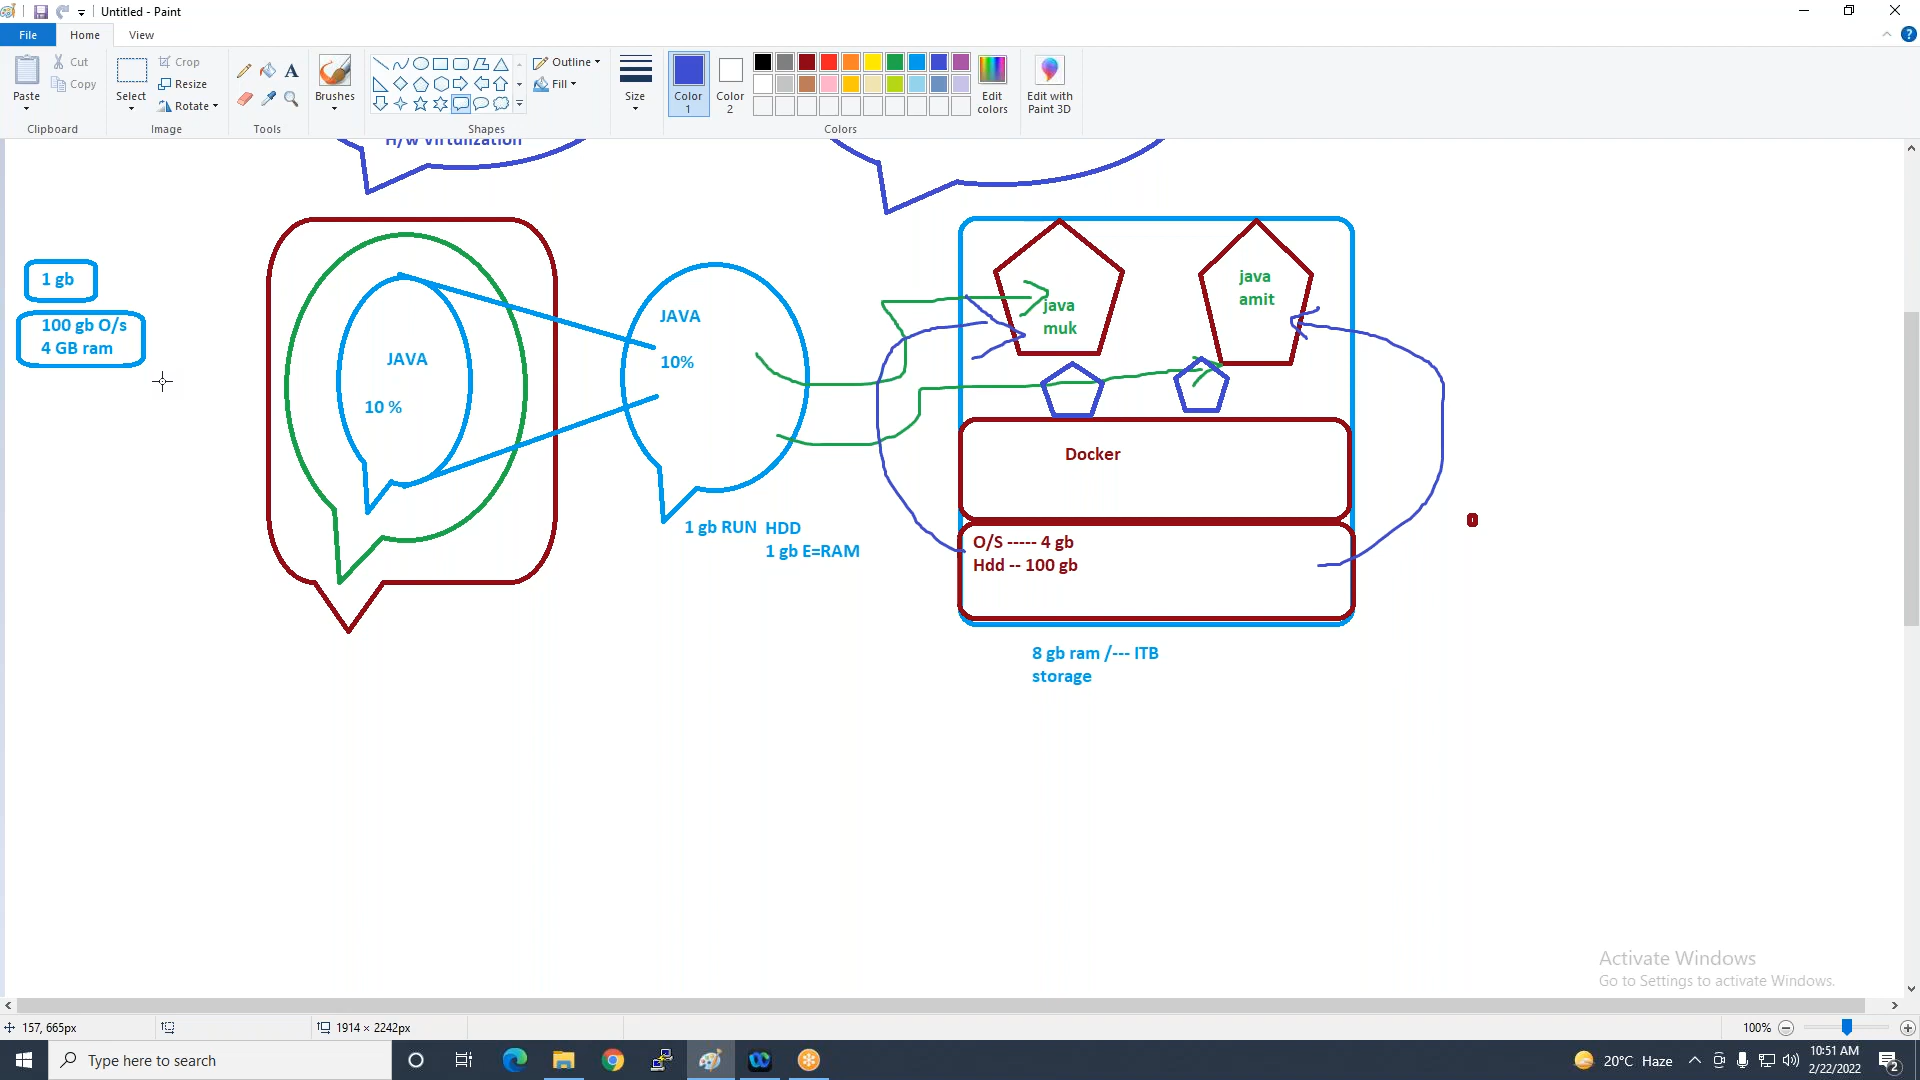 Untitled - Paint
File
Home
View
Paste
Cut
Copy
Clipboard
Select
Crop
Resize
Rotate
Image
Tools
Brushes
Shapes
Outline
Fill
Size
Color 1
Color 2
Colors
Edit colors
Edit with Paint 3D
H/w Virtulization
1 gb
100 gb O/s
4 GB ram
JAVA
10 %
JAVA
10%
1 gb RUN HDD
1 gb E=RAM
java
muk
java
amit
Docker
O/S ----- 4 gb
Hdd -- 100 gb
8 gb ram /--- ITB
storage
Activate Windows
Go to Settings to activate Windows.
157, 665px
1914 × 2242px
100%
Type here to search
20°C Haze
10:51 AM
2/22/2022
2